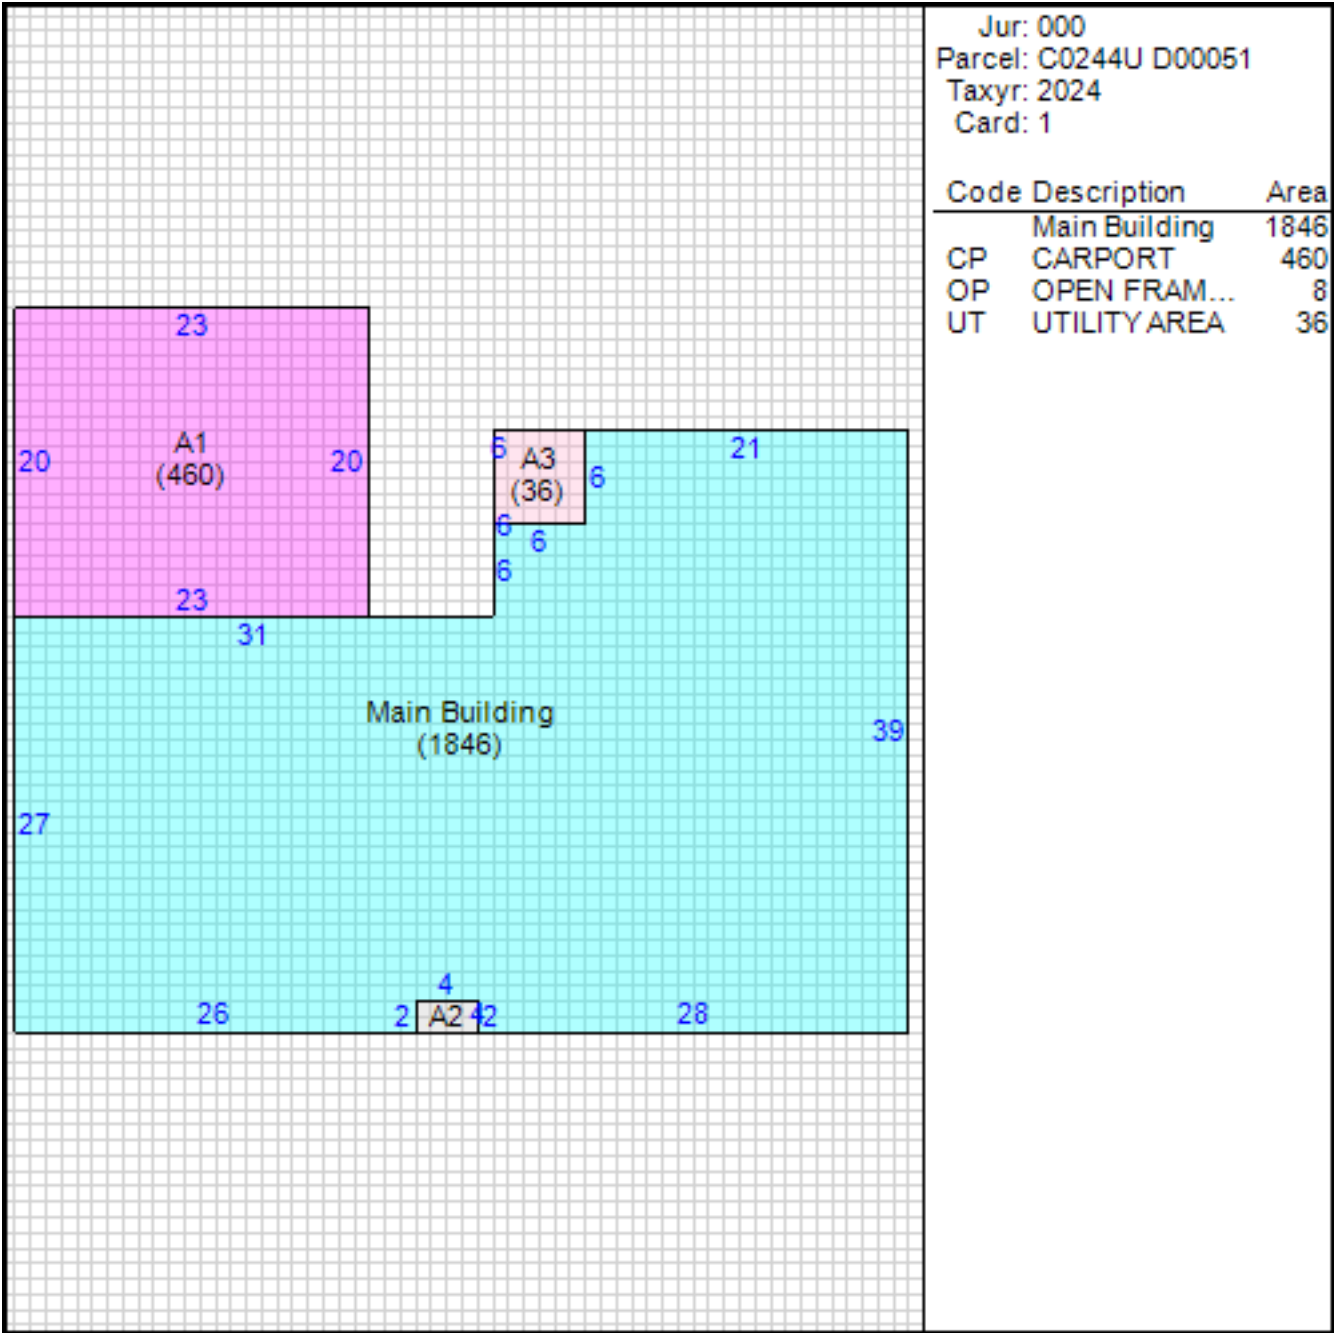 Jur: 000
Parcel: C0244U D00051
Taxyr: 2024
Card: 1
Code Description Area
Main Building 1846
CP CARPORT 460
OP OPEN FRAM... 8
UT UTILITY AREA 36
23
A1
(460)
20
20
23
31
6
A3
(36)
6
6
6
6
21
Main Building
(1846)
39
27
4
26
2
A2
4
2
28